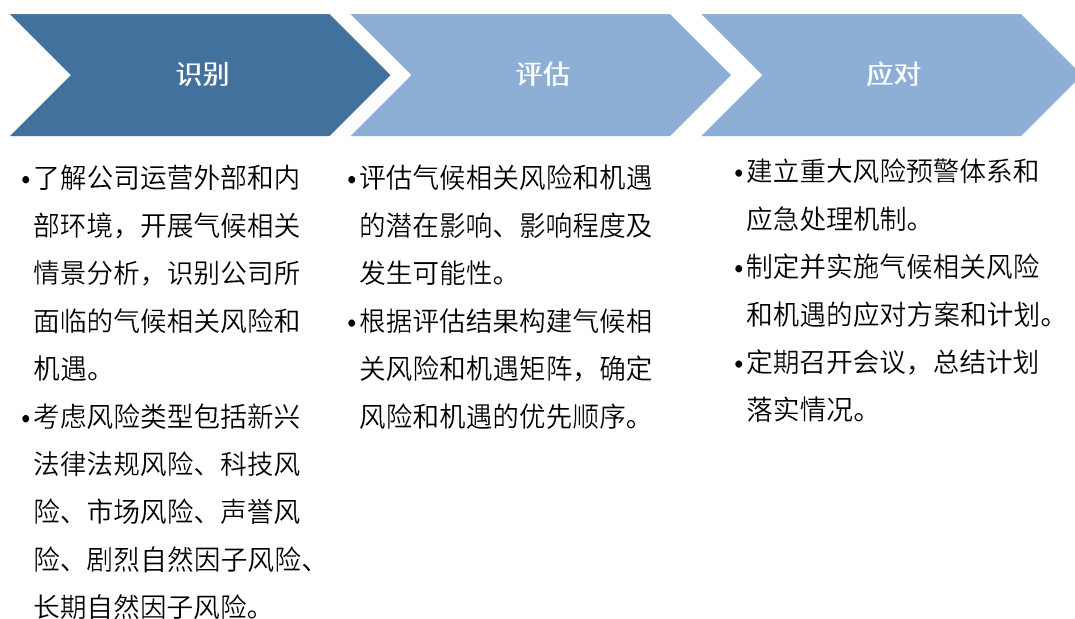 识别
评估
应对
•了解公司运营外部和内
部环境，开展气候相关
情景分析，识别公司所
面临的气候相关风险和
机遇。
•考虑风险类型包括新兴
法律法规风险、科技风
险、市场风险、声誉风
险、剧烈自然因子风险、
长期自然因子风险。
•评估气候相关风险和机遇
的潜在影响、影响程度及
发生可能性。
•根据评估结果构建气候相
关风险和机遇矩阵，确定
风险和机遇的优先顺序。
•建立重大风险预警体系和
应急处理机制。
•制定并实施气候相关风险
和机遇的应对方案和计划。
•定期召开会议，总结计划
落实情况。